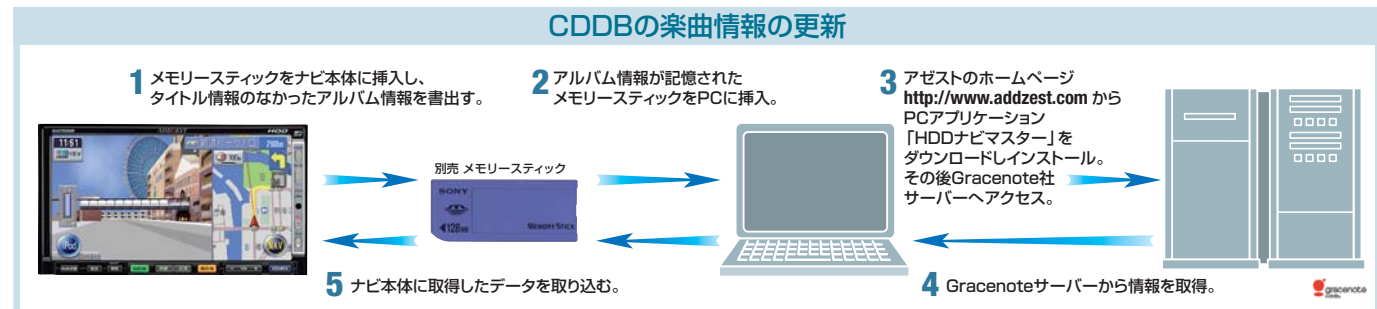 CDDBの楽曲情報の更新
1 メモリースティックをナビ本体に挿入し、
タイトル情報のなかったアルバム情報を書出す。
2 アルバム情報が記憶された
メモリースティックをPCに挿入。
3 アゼストのホームページ
http://www.addzest.com から
PCアプリケーション
「HDDナビマスター」を
ダウンロードしインストール。
その後Gracenote社
サーバーへアクセス。
ADDZEST
HDD
11:51
200m
100m
iPod
NAV
別売 メモリースティック
SONY
128MB
MEMORY STICK
5 ナビ本体に取得したデータを取り込む。
4 Gracenoteサーバーから情報を取得。
gracenote